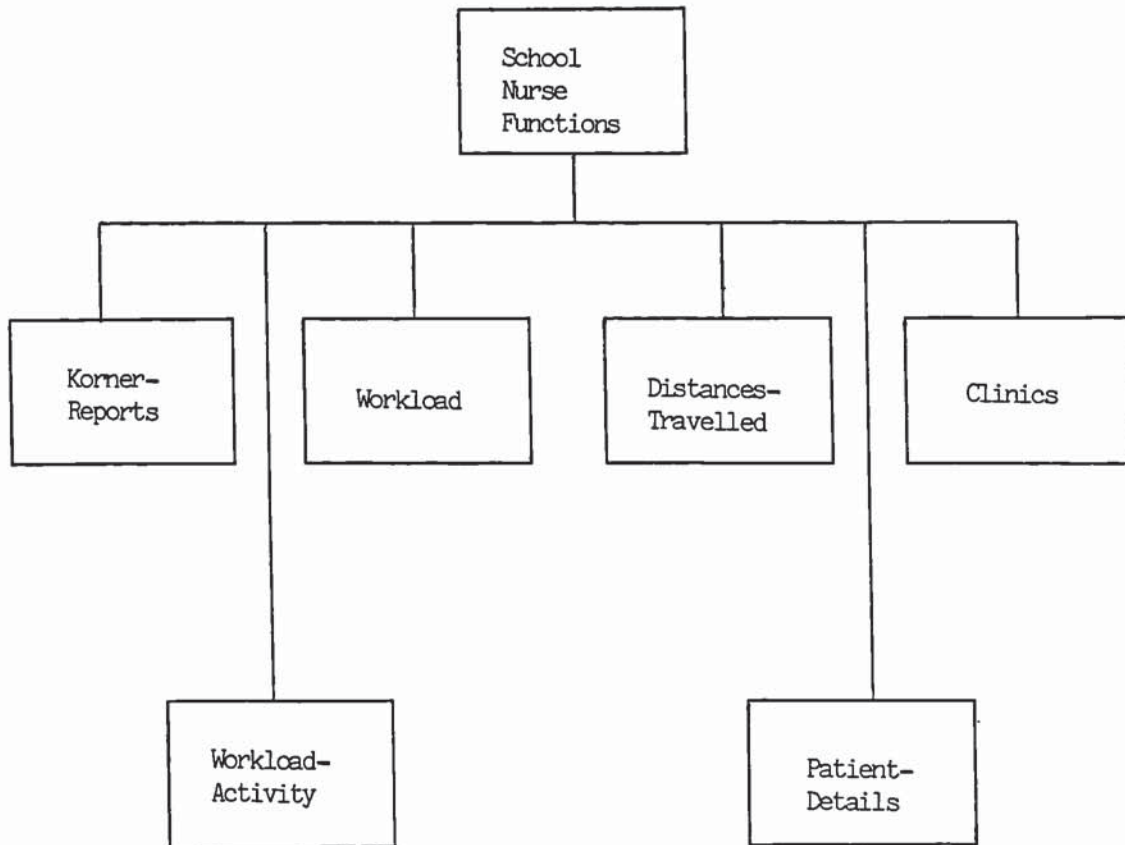 School
Nurse
Functions
Korner-
Reports
Workload
Distances-
Travelled
Clinics
Workload-
Activity
Patient-
Details